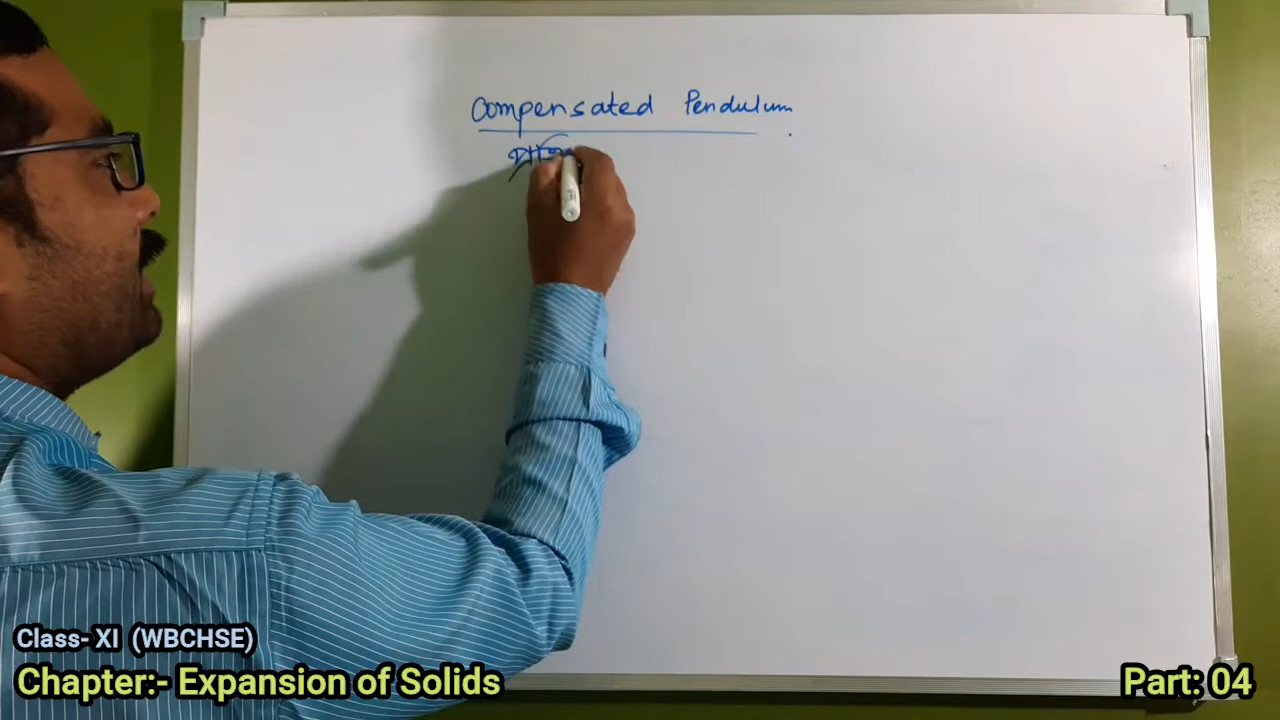 Compensated Pendulum
Class- XI (WBCHSE)
Chapter:- Expansion of Solids
Part: 04